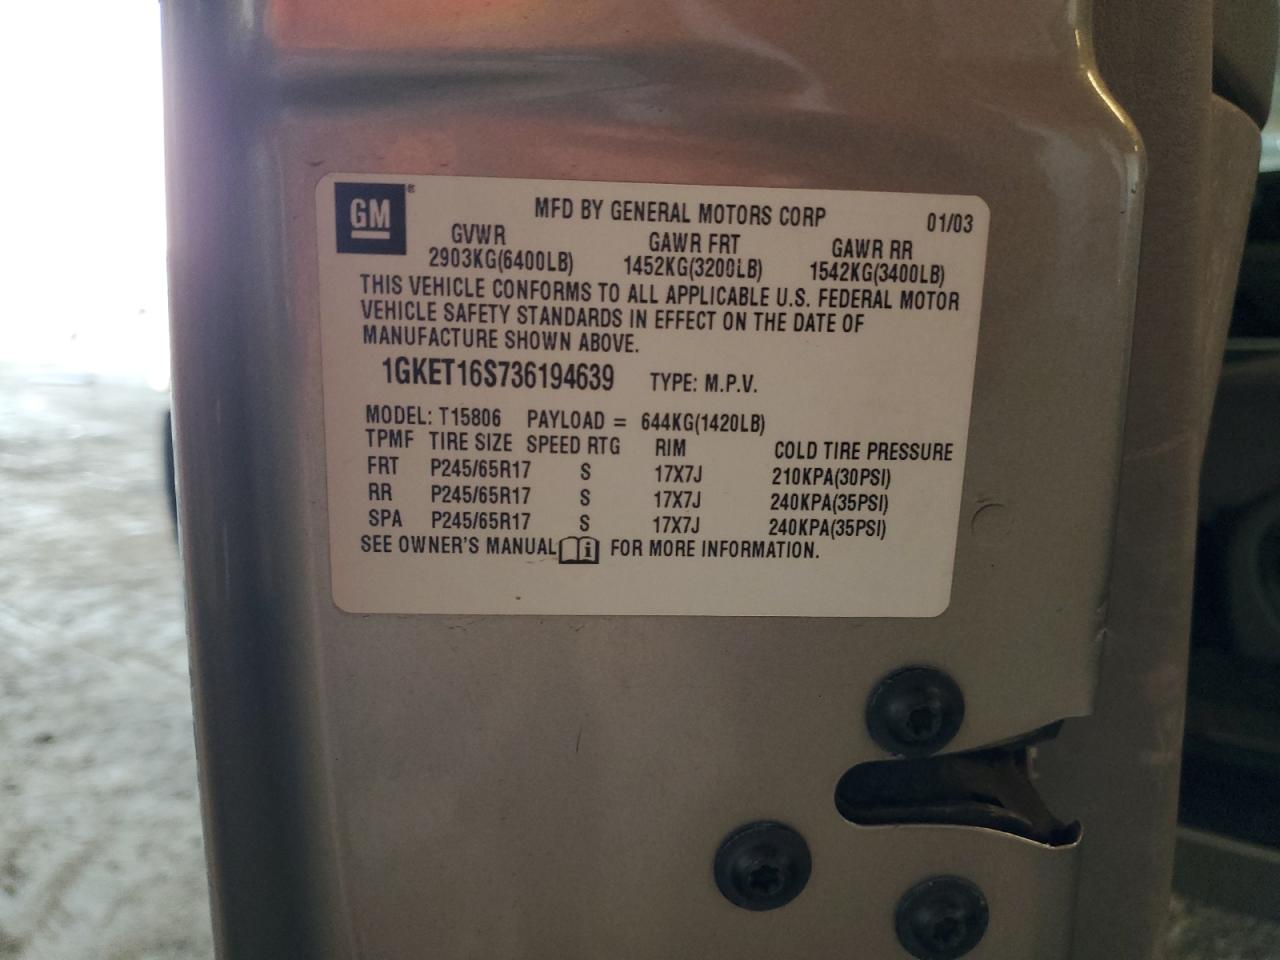 GM®
MFD BY GENERAL MOTORS CORP 01/03
GVWR GAWR FRT GAWR RR
2903KG(6400LB) 1452KG(3200LB) 1542KG(3400LB)
THIS VEHICLE CONFORMS TO ALL APPLICABLE U.S. FEDERAL MOTOR
VEHICLE SAFETY STANDARDS IN EFFECT ON THE DATE OF
MANUFACTURE SHOWN ABOVE.
1GKET16S736194639 TYPE: M.P.V.
MODEL: T15806 PAYLOAD = 644KG(1420LB)
TPMF TIRE SIZE SPEED RTG RIM COLD TIRE PRESSURE
FRT P245/65R17 S 17X7J 210KPA(30PSI)
RR P245/65R17 S 17X7J 240KPA(35PSI)
SPA P245/65R17 S 17X7J 240KPA(35PSI)
SEE OWNER'S MANUAL i FOR MORE INFORMATION.